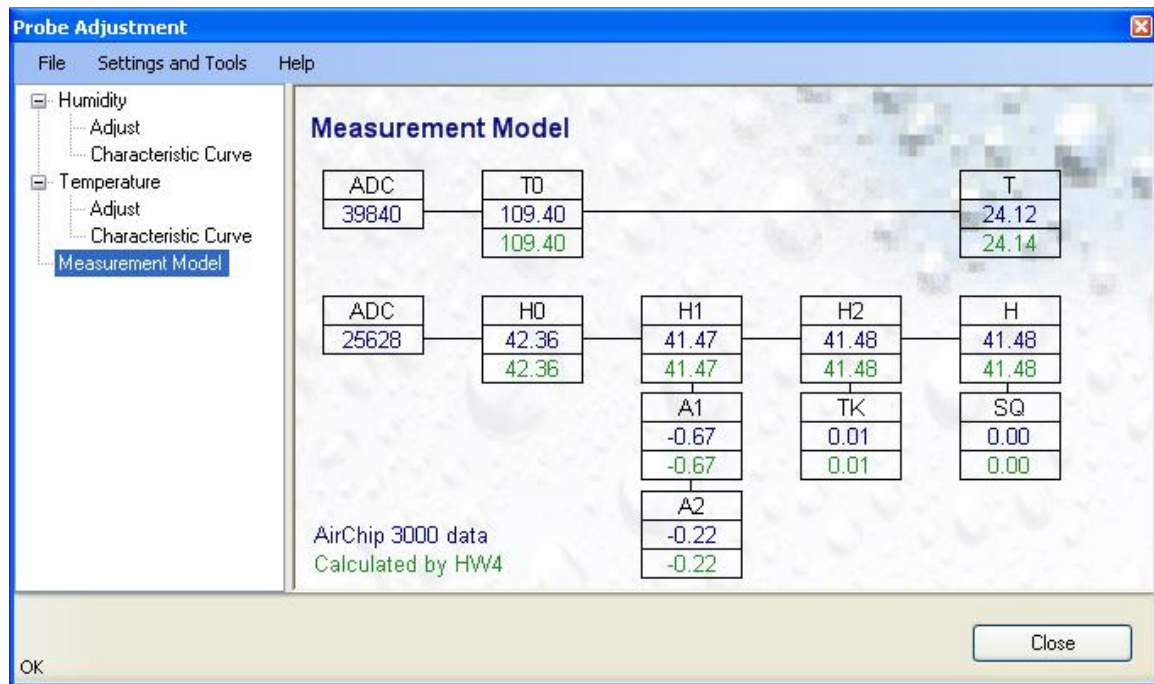 Probe Adjustment
File Settings and Tools Help
Humidity
Adjust
Characteristic Curve
Temperature
Adjust
Characteristic Curve
Measurement Model
Measurement Model
ADC T0 T
39840 109.40 24.12
109.40 24.14
ADC H0 H1 H2 H
25628 42.36 41.47 41.48 41.48
42.36 41.47 41.48 41.48
A1 TK SQ
-0.67 0.01 0.00
-0.67 0.01 0.00
A2
-0.22
-0.22
AirChip 3000 data
Calculated by HW4
Close
OK